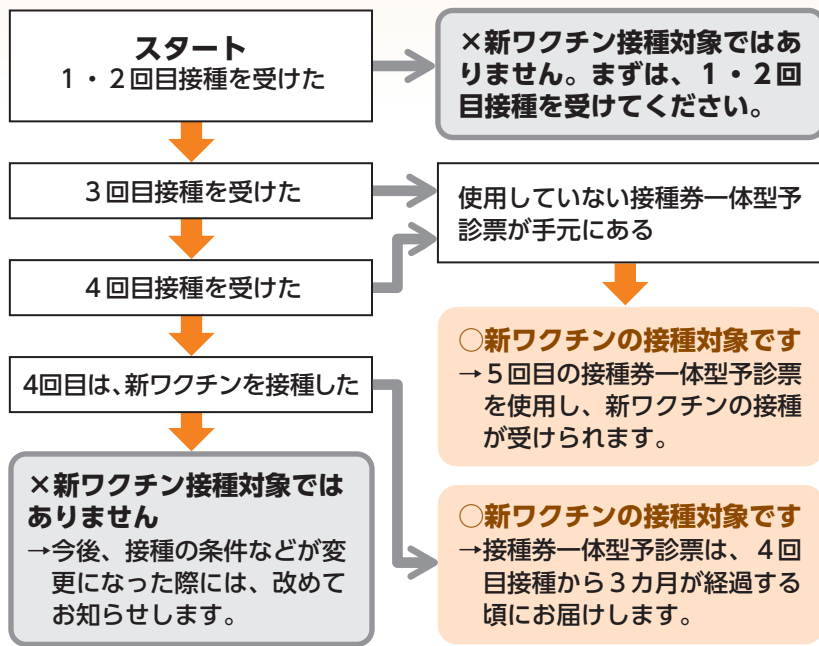 スタート
1・2回目接種を受けた
×新ワクチン接種対象ではあ
りません。まずは、1・2回
目接種を受けてください。
3回目接種を受けた
使用していない接種券一体型予
診票が手元にある
4回目接種を受けた
○新ワクチンの接種対象です
→5回目の接種券一体型予診票
を使用し、新ワクチンの接種
が受けられます。
4回目は、新ワクチンを接種した
×新ワクチン接種対象では
ありません
→今後、接種の条件などが変
更になった際には、改めて
お知らせします。
○新ワクチンの接種対象です
→接種券一体型予診票は、4回
目接種から3カ月が経過する
頃にお届けします。